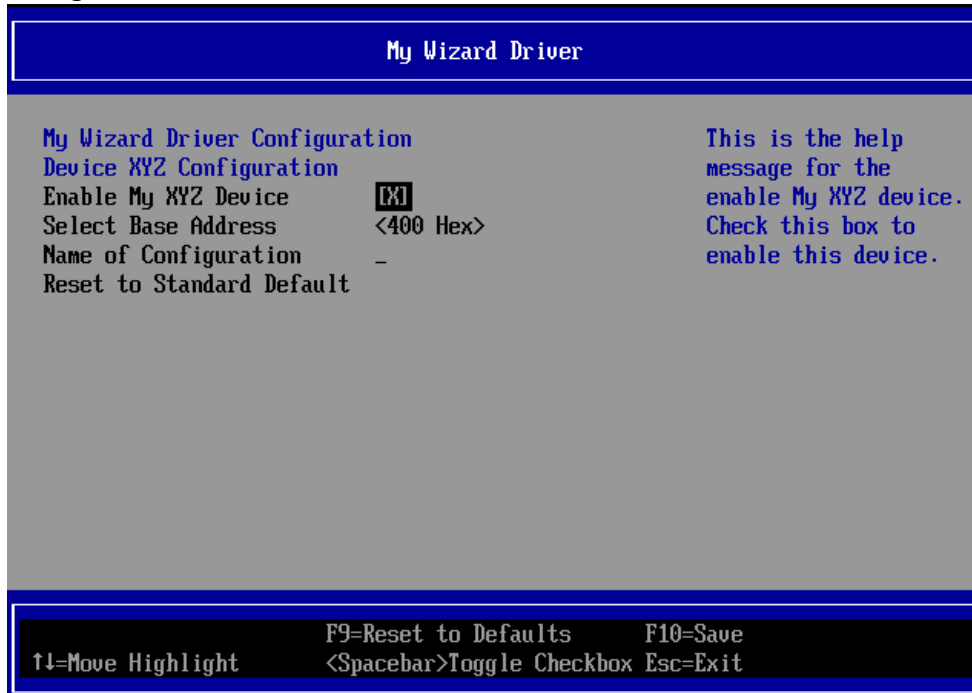 My Wizard Driver
My Wizard Driver Configuration
Device XYZ Configuration
Enable My XYZ Device [X]
Select Base Address <400 Hex>
Name of Configuration _
Reset to Standard Default
This is the help
message for the
enable My XYZ device.
Check this box to
enable this device.
F9=Reset to Defaults F10=Save
↑↓=Move Highlight <Spacebar>Toggle Checkbox Esc=Exit